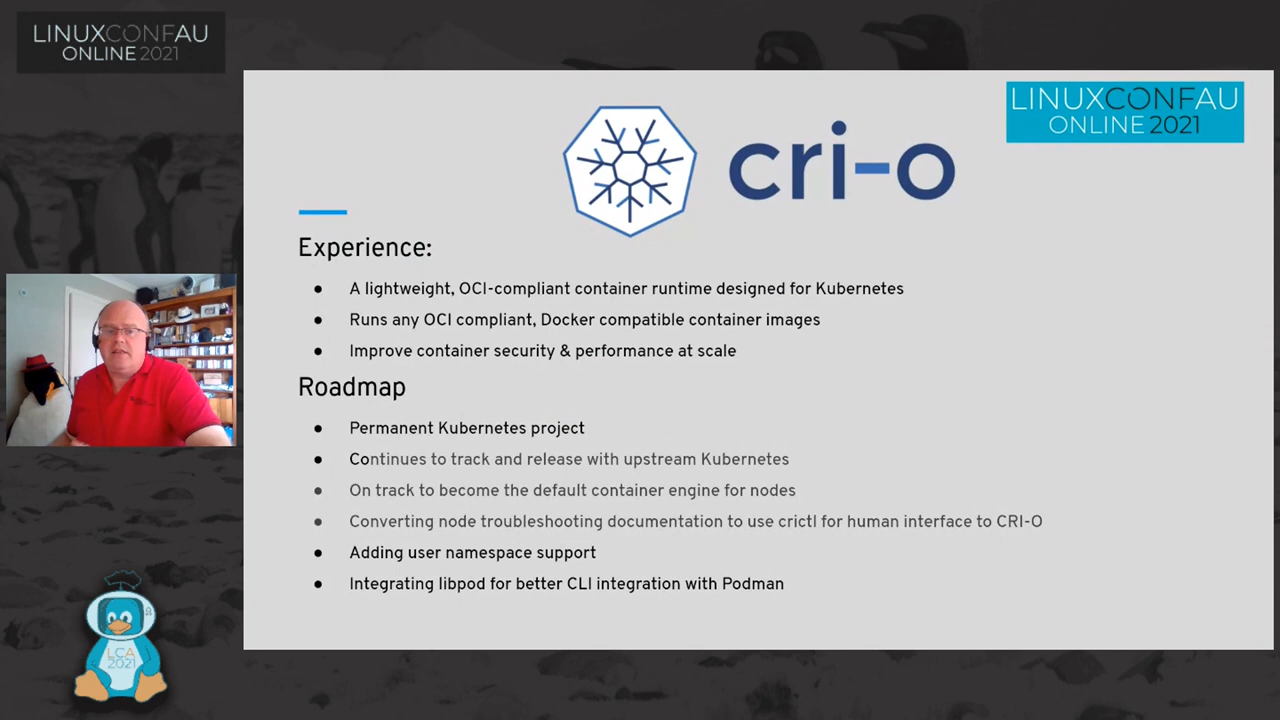 LINUXCONFAU
ONLINE 2021
LINUXCONFAU
ONLINE 2021
cri-o
Experience:
● A lightweight, OCI-compliant container runtime designed for Kubernetes
● Runs any OCI compliant, Docker compatible container images
● Improve container security & performance at scale
Roadmap
● Permanent Kubernetes project
● Continues to track and release with upstream Kubernetes
● On track to become the default container engine for nodes
● Converting node troubleshooting documentation to use crictl for human interface to CRI-O
● Adding user namespace support
● Integrating libpod for better CLI integration with Podman
LCA
2021